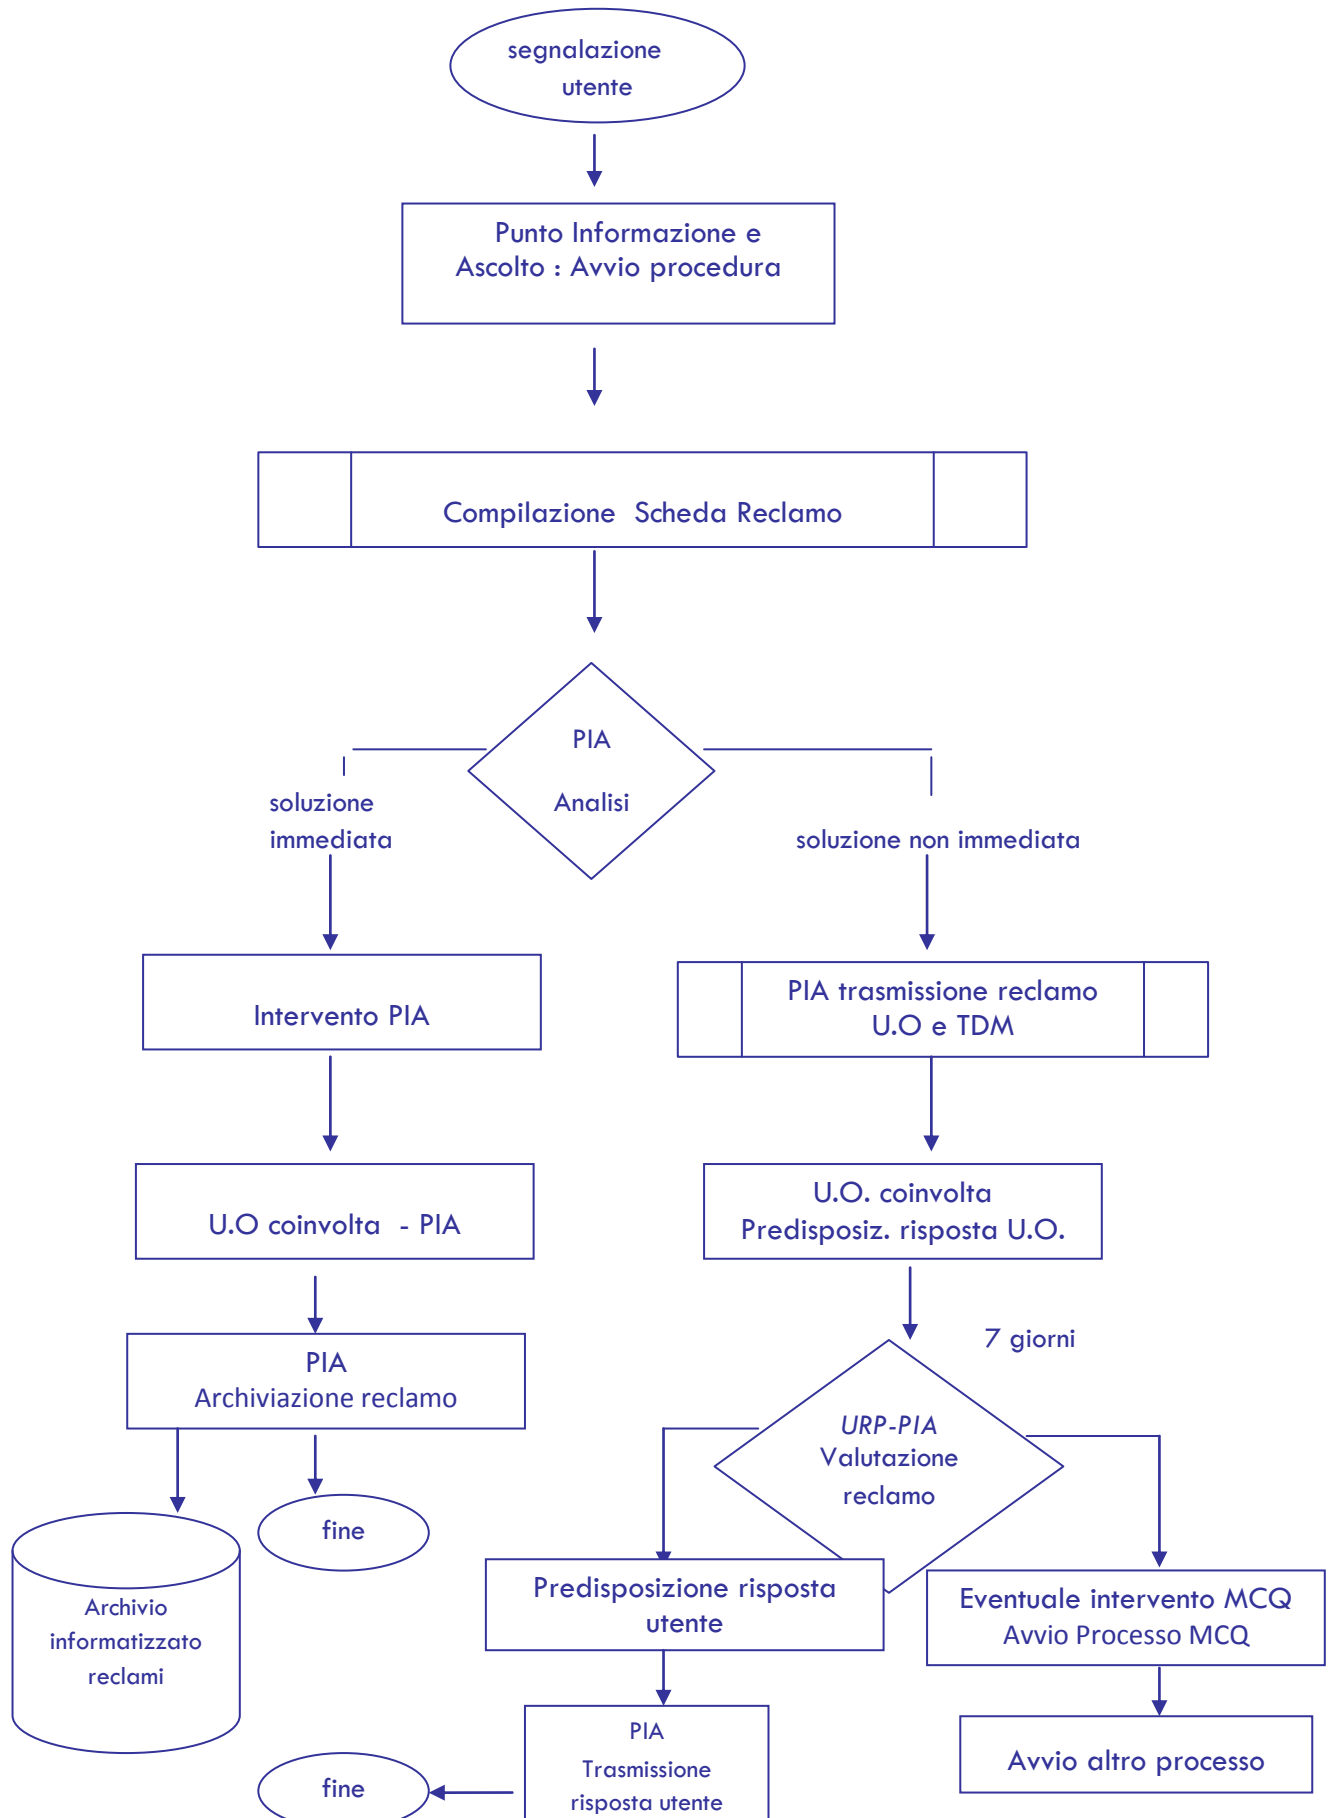 segnalazione
utente
Punto Informazione e
Ascolto : Avvio procedura
Compilazione Scheda Reclamo
PIA
Analisi
soluzione
immediata
soluzione non immediata
Intervento PIA
PIA trasmissione reclamo
U.O e TDM
U.O coinvolta - PIA
U.O. coinvolta
Predisposiz. risposta U.O.
7 giorni
PIA
Archiviazione reclamo
URP-PIA
Valutazione
reclamo
fine
Archivio
informatizzato
reclami
Predisposizione risposta
utente
Eventuale intervento MCQ
Avvio Processo MCQ
PIA
Trasmissione
risposta utente
Avvio altro processo
fine